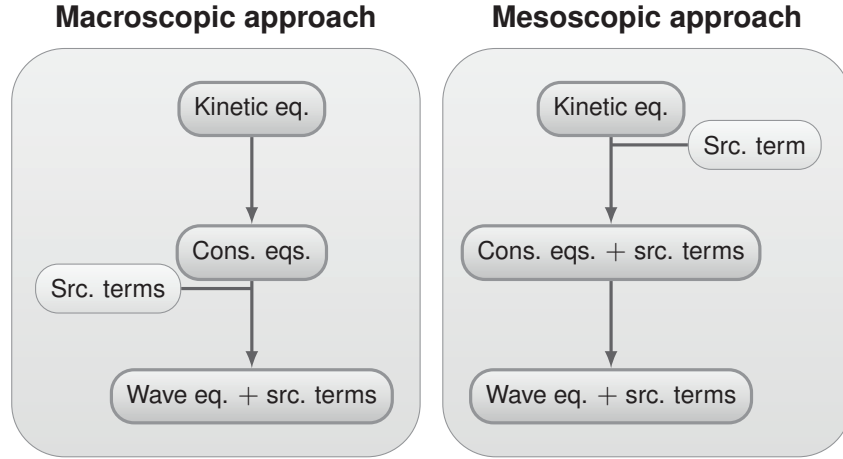 Macroscopic approach
Kinetic eq.
Cons. eqs.
Src. terms
Wave eq. + src. terms
Mesoscopic approach
Kinetic eq.
Src. term
Cons. eqs. + src. terms
Wave eq. + src. terms